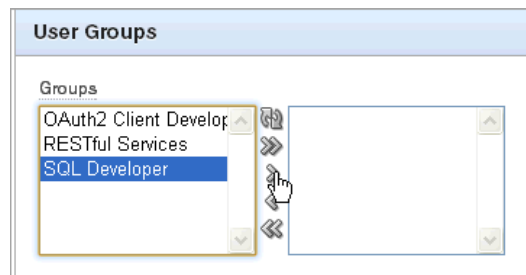 User Groups
Groups
OAuth2 Client Develop
RESTful Services
SQL Developer